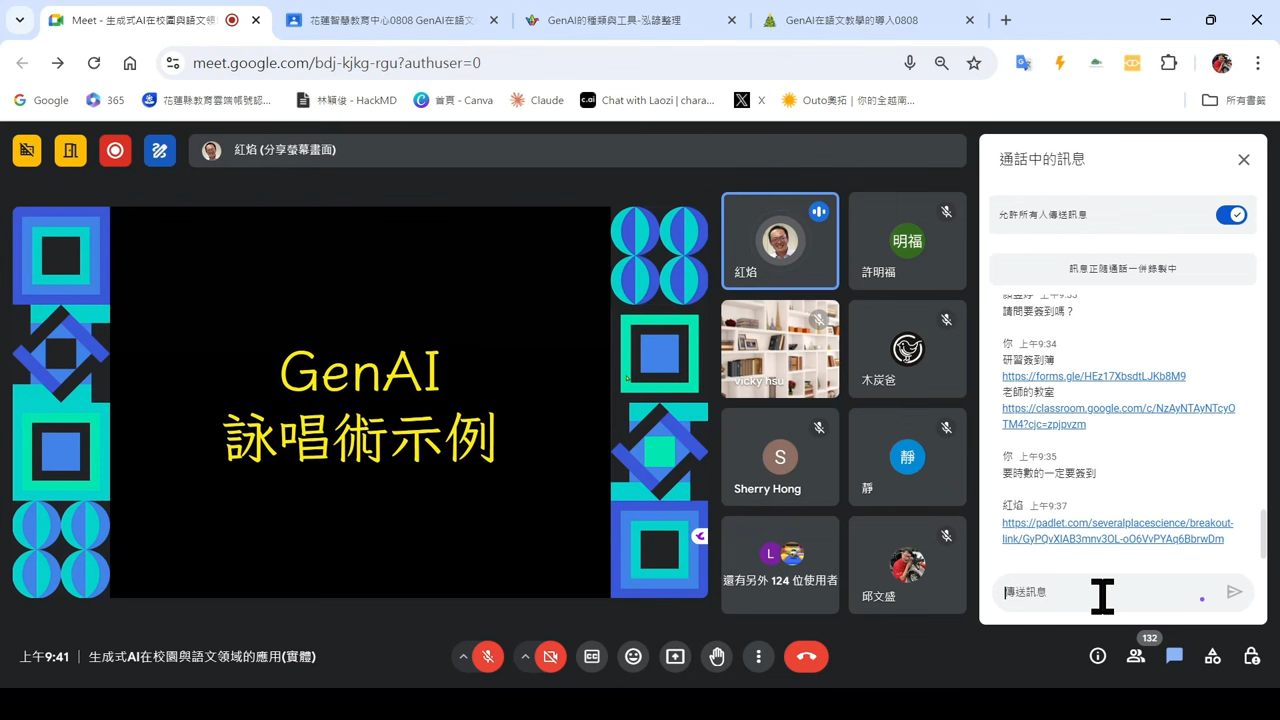 Meet - 生成式AI在校園與語文領
花蓮智慧教育中心0808 GenAI在語文
GenAI的種類與工具-泓諺整理
GenAI在語文教學的導入0808
meet.google.com/bdj-kjkg-rgu?authuser=0
Google
365
花蓮縣教育雲端帳號認...
林穎俊 - HackMD
首頁 - Canva
Claude
c.ai
Chat with Laozi | chara...
X
Outo奧拓｜你的全越南...
所有書籤
紅焰 (分享螢幕畫面)
GenAI
詠唱術示例
紅焰
明福
許明福
vicky hsu
木炭爸
S
Sherry Hong
靜
靜
L
還有另外 124 位使用者
邱文盛
通話中的訊息
允許所有人傳送訊息
訊息正隨通話一併錄製中
請問要簽到嗎？
你 上午9:34
研習簽到簿
https://forms.gle/HEz17XbsdtLJKb8M9
老師的教室
https://classroom.google.com/c/NzAyNTAyNTcyO
TM4?cjc=zpjpvzm
你 上午9:35
要時數的一定要簽到
紅焰 上午9:37
https://padlet.com/severalplacescience/breakout-
link/GyPQvXIAB3mnv3OL-oO6VvPYAq6BbrwDm
傳送訊息
上午9:41 | 生成式AI在校園與語文領域的應用(實體)
132